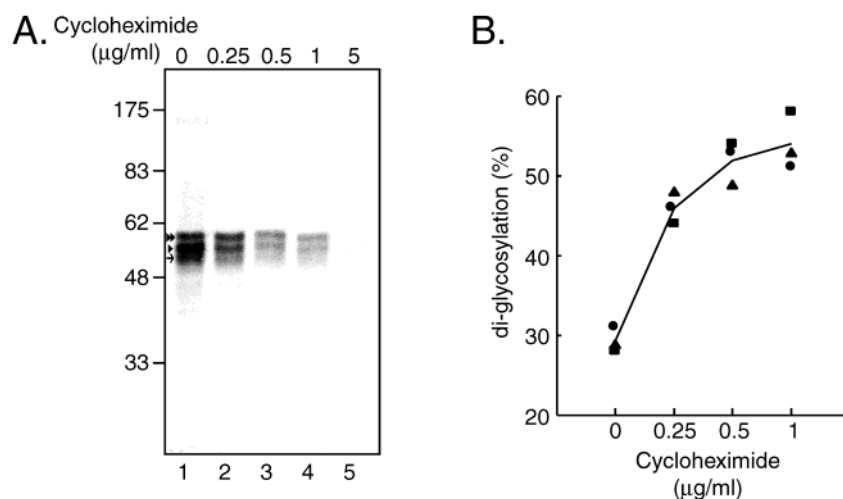 A.
Cycloheximide
(μg/ml)
0 0.25 0.5 1 5
175
83
62
48
33
1 2 3 4 5
B.
di-glycosylation (%)
60
50
40
30
20
0 0.25 0.5 1
Cycloheximide
(μg/ml)